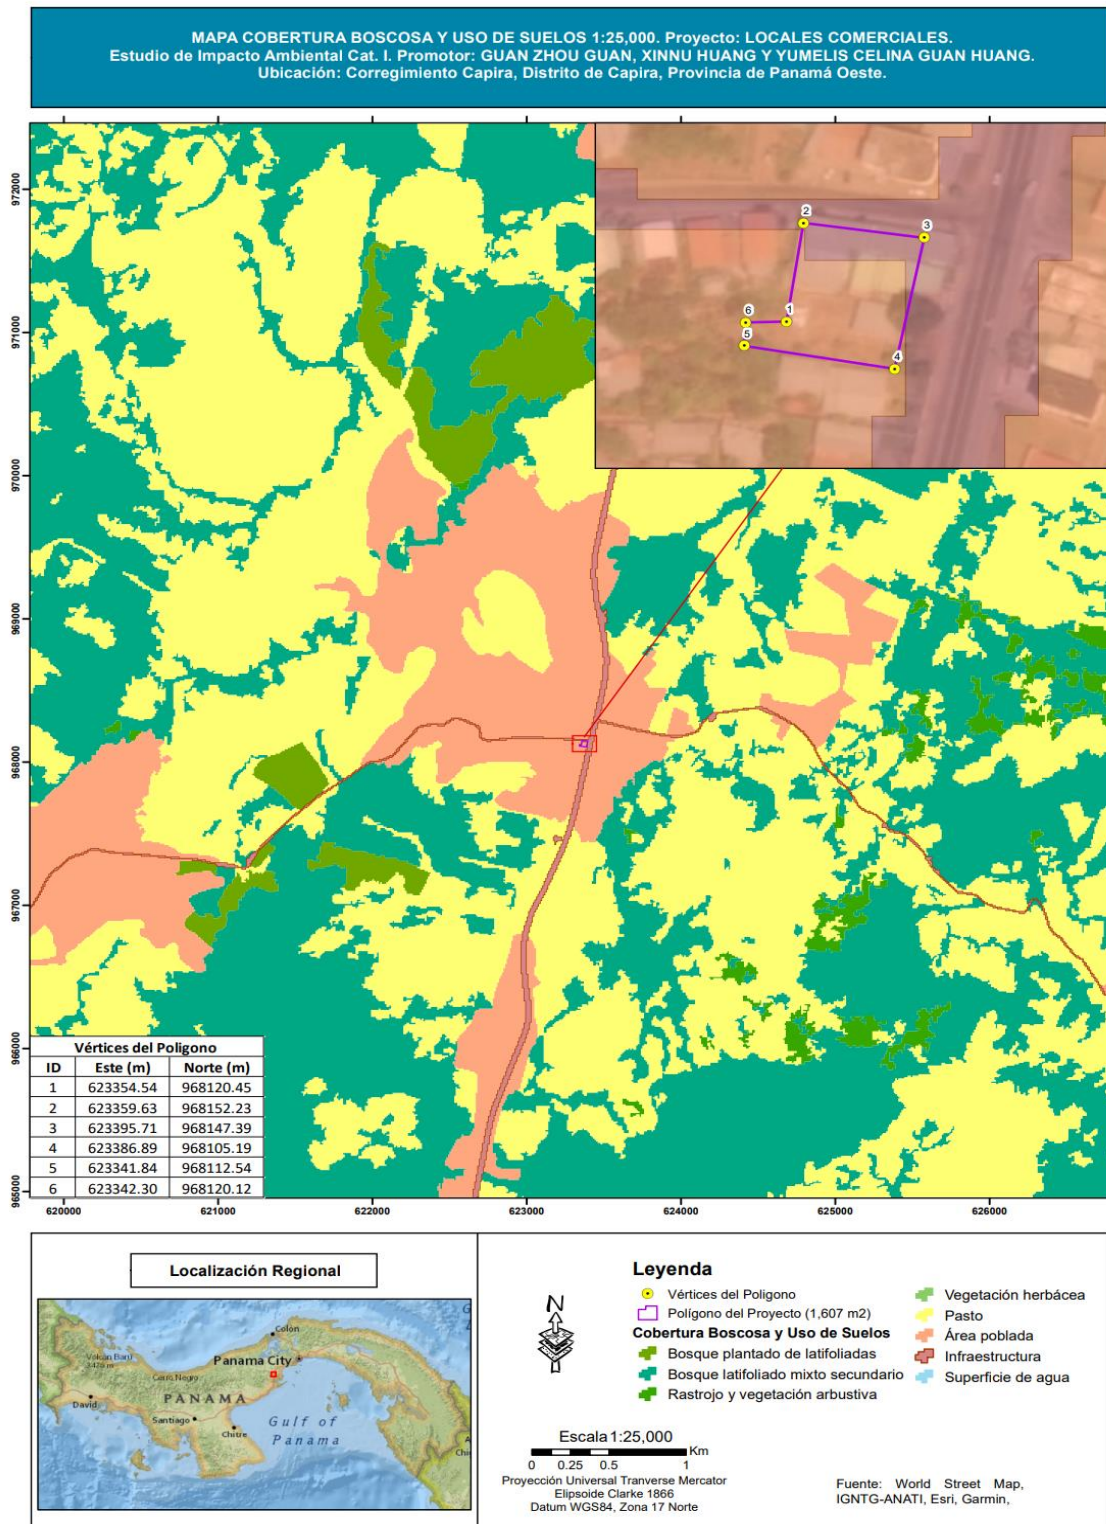 MAPA COBERTURA BOSCOSA Y USO DE SUELOS 1:25,000. Proyecto: LOCALES COMERCIALES.
Estudio de Impacto Ambiental Cat. I. Promotor: GUAN ZHOU GUAN, XINNU HUANG Y YUMELIS CELINA GUAN HUANG.
Ubicación: Corregimiento Capira, Distrito de Capira, Provincia de Panamá Oeste.
972000
971000
970000
969000
968000
967000
966000
965000
2
3
1
6
5
4
Vértices del Poligono
ID Este (m) Norte (m)
1 623354.54 968120.45
2 623359.63 968152.23
3 623395.71 968147.39
4 623386.89 968105.19
5 623341.84 968112.54
6 623342.30 968120.12
620000 621000 622000 623000 624000 625000 626000
Localización Regional
Colón
Volcán Barú
3476 m
Panama City
Cerro Negro
PANAMA
David
Santiago
Chitre
Gulf of
Panama
N
Escala 1:25,000
Km
0 0.25 0.5 1
Proyección Universal Tranverse Mercator
Elipsoide Clarke 1866
Datum WGS84, Zona 17 Norte
Leyenda
Vértices del Poligono
Polígono del Proyecto (1,607 m2)
Cobertura Boscosa y Uso de Suelos
Bosque plantado de latifoliadas
Bosque latifoliado mixto secundario
Rastrojo y vegetación arbustiva
Vegetación herbácea
Pasto
Área poblada
Infraestructura
Superficie de agua
Fuente: World Street Map,
IGNTG-ANATI, Esri, Garmin,